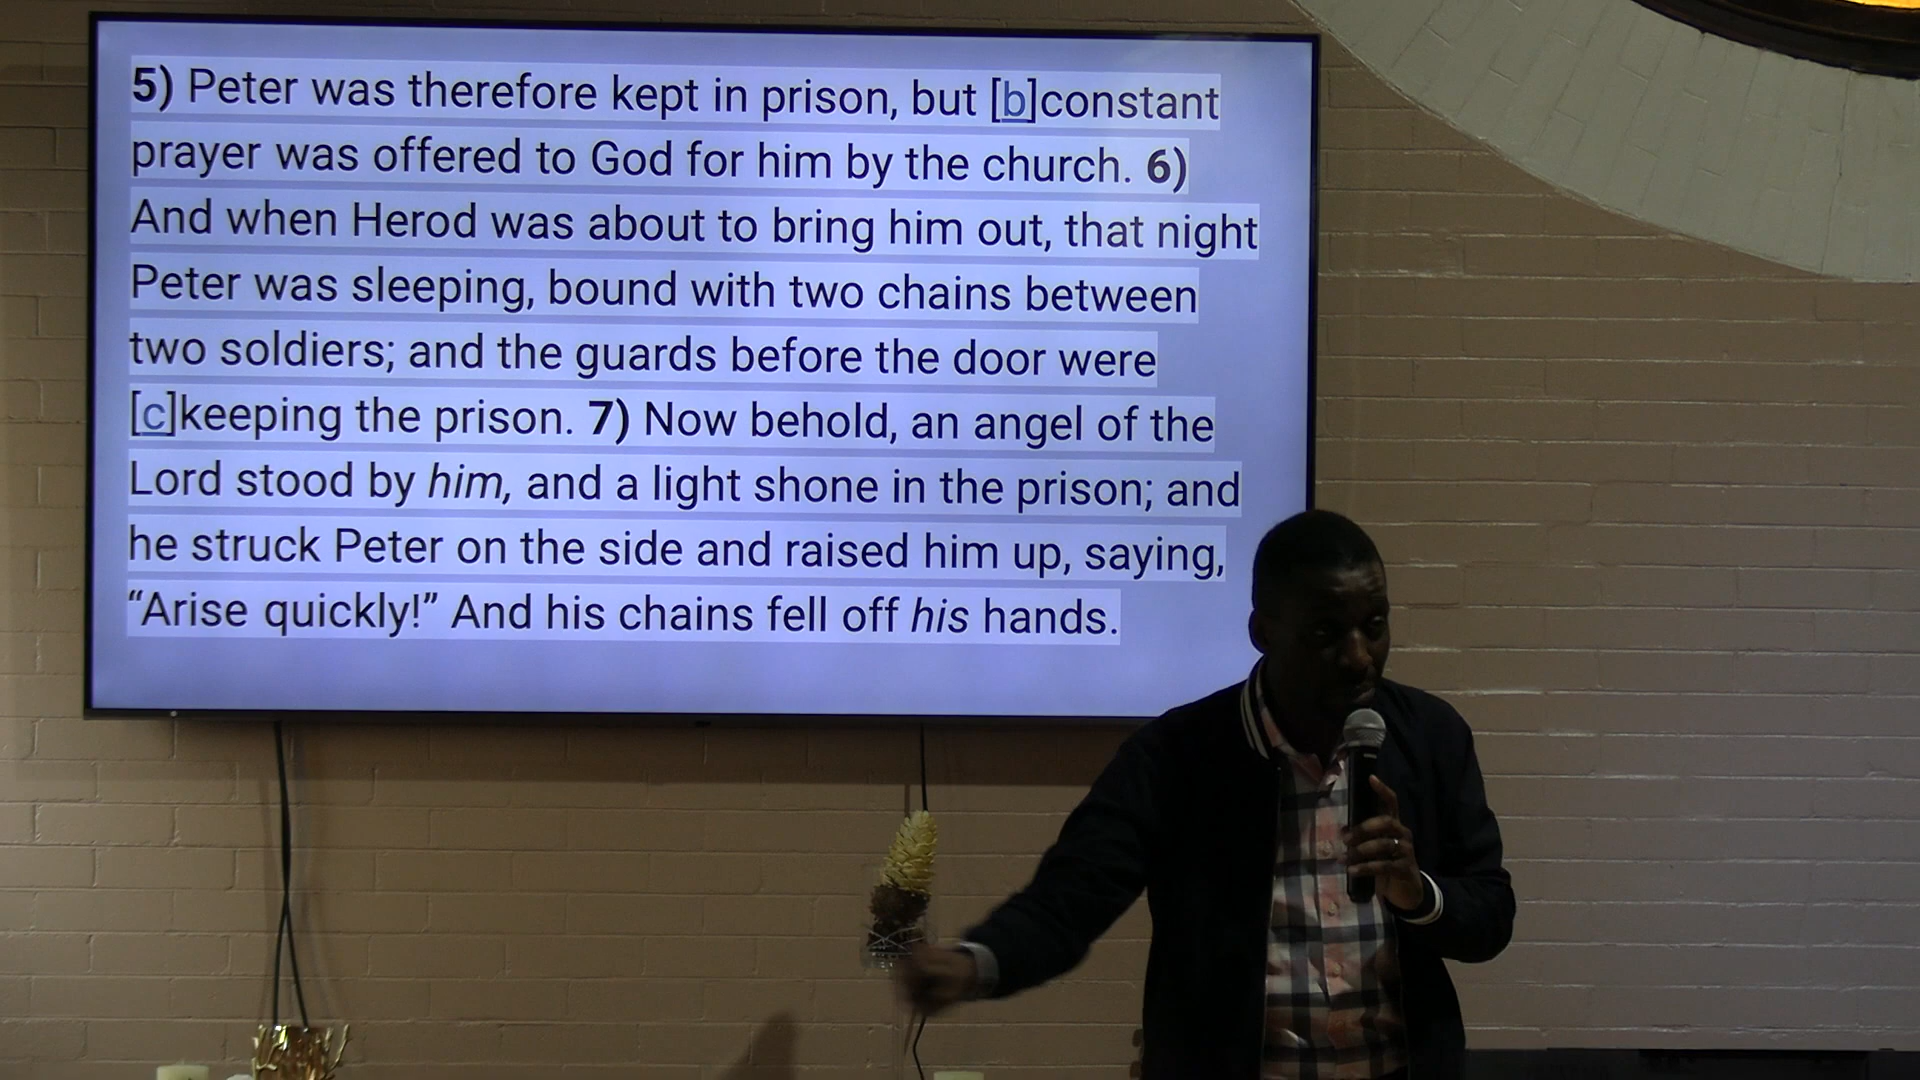 5) Peter was therefore kept in prison, but [b]constant
prayer was offered to God for him by the church. 6)
And when Herod was about to bring him out, that night
Peter was sleeping, bound with two chains between
two soldiers; and the guards before the door were
[c]keeping the prison. 7) Now behold, an angel of the
Lord stood by him, and a light shone in the prison; and
he struck Peter on the side and raised him up, saying,
“Arise quickly!” And his chains fell off his hands.